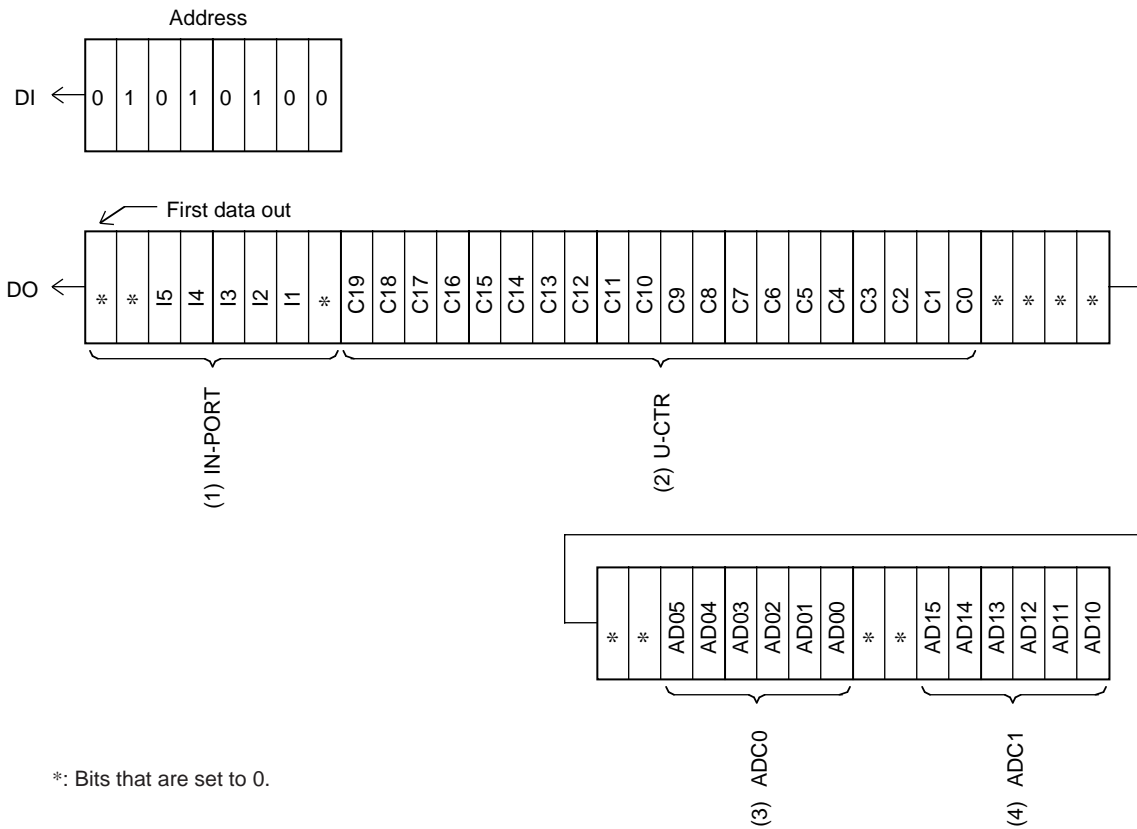 Address
DI 0 1 0 1 0 1 0 0
First data out
DO * * I5 I4 I3 I2 I1 * C19 C18 C17 C16 C15 C14 C13 C12 C11 C10 C9 C8 C7 C6 C5 C4 C3 C2 C1 C0 * * * *
(1) IN-PORT
(2) U-CTR
* * AD05 AD04 AD03 AD02 AD01 AD00 * * AD15 AD14 AD13 AD12 AD11 AD10
(3) ADC0
(4) ADC1
*: Bits that are set to 0.